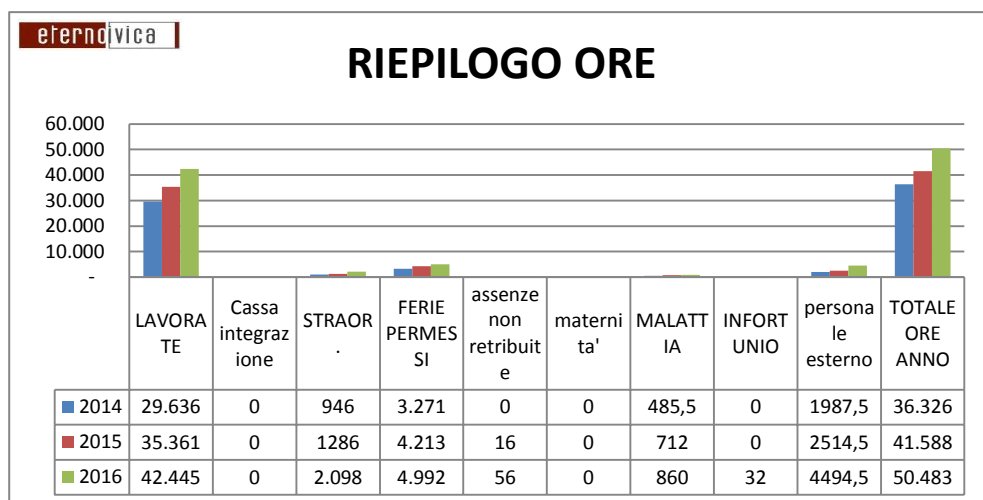 eternoivica
RIEPILOGO ORE
60.000
50.000
40.000
30.000
20.000
10.000
-
LAVORA
TE
Cassa
integraz
ione
STRAOR
.
FERIE
PERMES
SI
assenze
non
retribuit
e
materni
ta'
MALATT
IA
INFORT
UNIO
persona
le
esterno
TOTALE
ORE
ANNO
2014 29.636 0 946 3.271 0 0 485,5 0 1987,5 36.326
2015 35.361 0 1286 4.213 16 0 712 0 2514,5 41.588
2016 42.445 0 2.098 4.992 56 0 860 32 4494,5 50.483